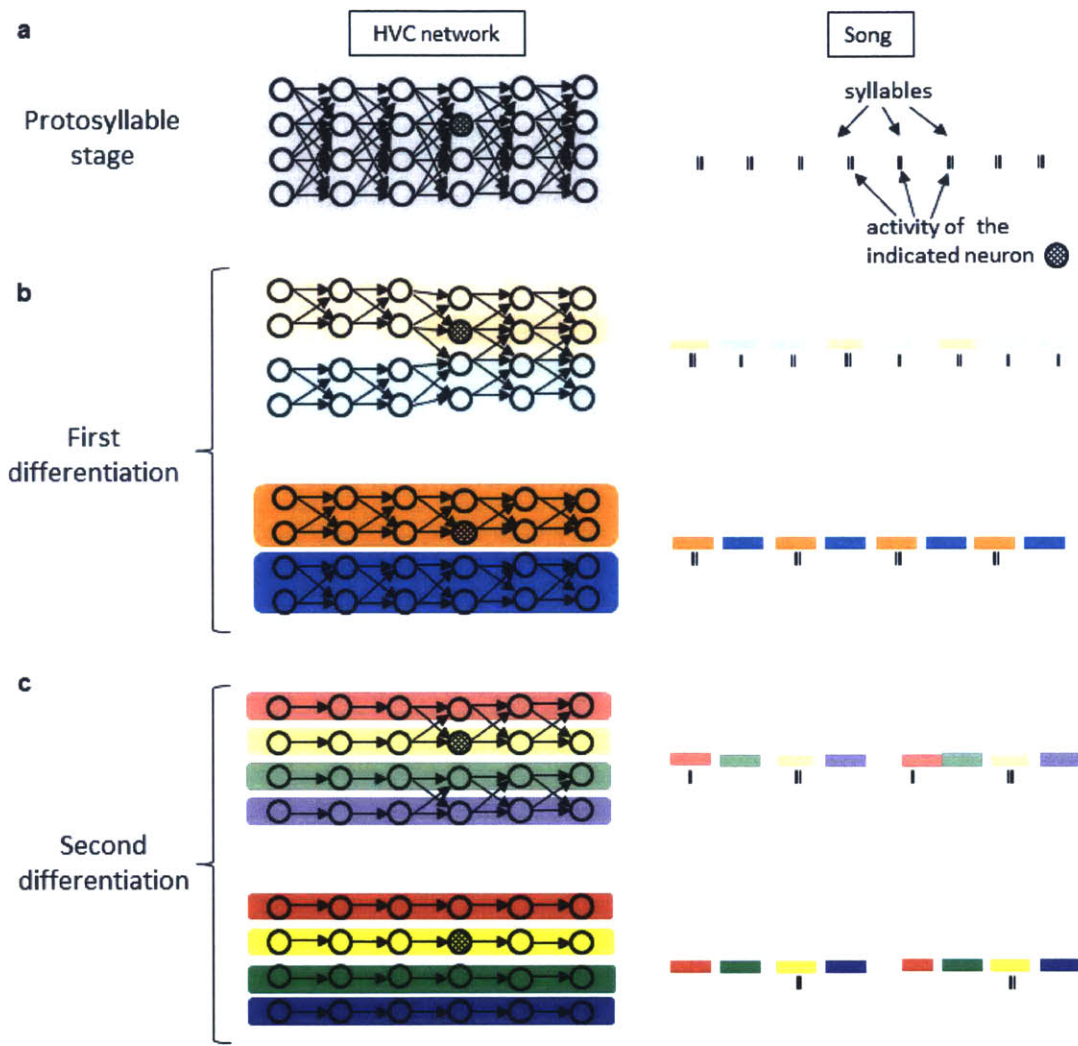 a
HVC network
Song
Protosyllable
stage
syllables
activity of the
indicated neuron
b
First
differentiation
c
Second
differentiation